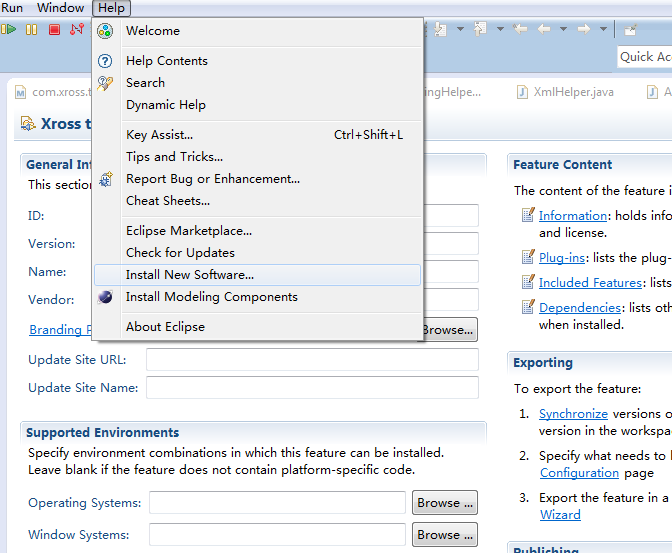 Run Window Help
Welcome
Help Contents
Search
Dynamic Help
Key Assist... Ctrl+Shift+L
Tips and Tricks...
Report Bug or Enhancement...
Cheat Sheets...
Eclipse Marketplace...
Check for Updates
Install New Software...
Install Modeling Components
About Eclipse
Quick Acc
com.xross.t
ingHelpe...
XmlHelper.java
A
Xross t
General In
This section
ID:
Version:
Name:
Vendor:
Branding P
Browse...
Update Site URL:
Update Site Name:
Supported Environments
Specify environment combinations in which this feature can be installed.
Leave blank if the feature does not contain platform-specific code.
Operating Systems:
Browse ...
Window Systems:
Browse ...
Feature Content
The content of the feature i
Information: holds info
and license.
Plug-ins: lists the plug-
Included Features: lists
Dependencies: lists oth
when installed.
Exporting
To export the feature:
1. Synchronize versions o
version in the workspa
2. Specify what needs to b
Configuration page
3. Export the feature in a
Wizard
Publishing